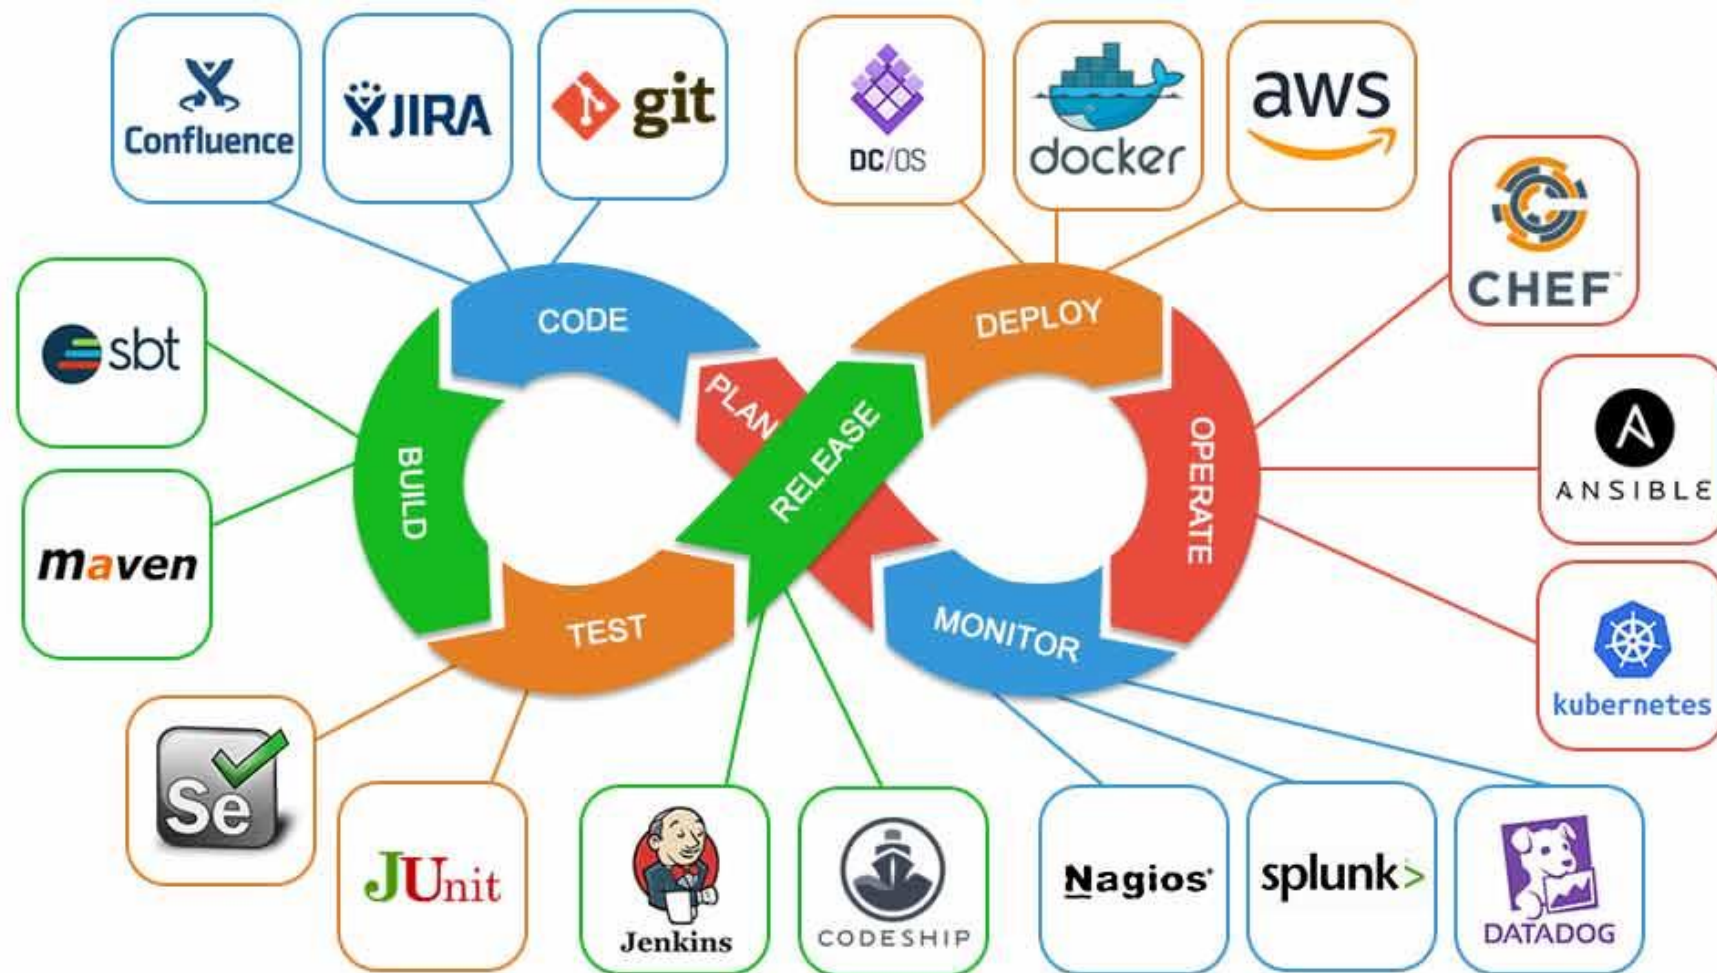 Confluence
JIRA
git
DC/OS
docker
aws
CHEF™
sbt
CODE
DEPLOY
PLAN
RELEASE
BUILD
OPERATE
ANSIBLE
maven
TEST
MONITOR
kubernetes
Se
JUnit
Jenkins
CODESHIP
Nagios®
splunk>
DATADOG